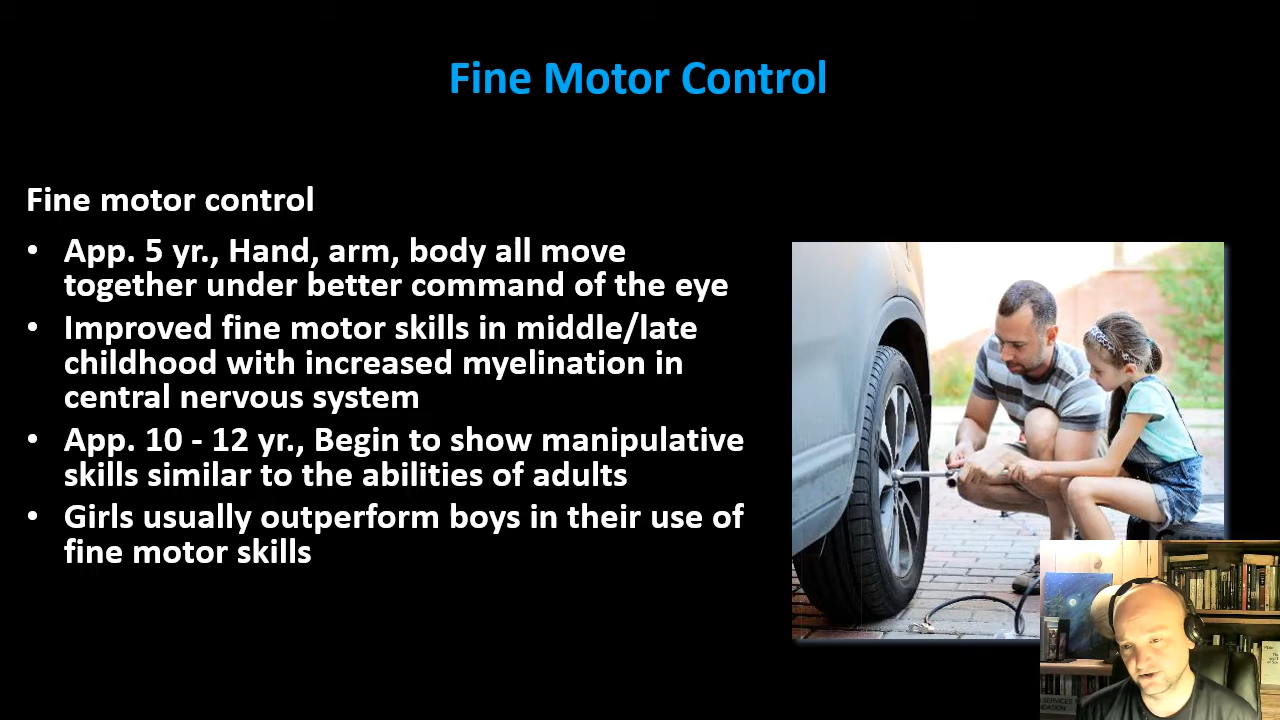 Fine Motor Control
Fine motor control
• App. 5 yr., Hand, arm, body all move
together under better command of the eye
• Improved fine motor skills in middle/late
childhood with increased myelination in
central nervous system
• App. 10 - 12 yr., Begin to show manipulative
skills similar to the abilities of adults
• Girls usually outperform boys in their use of
fine motor skills